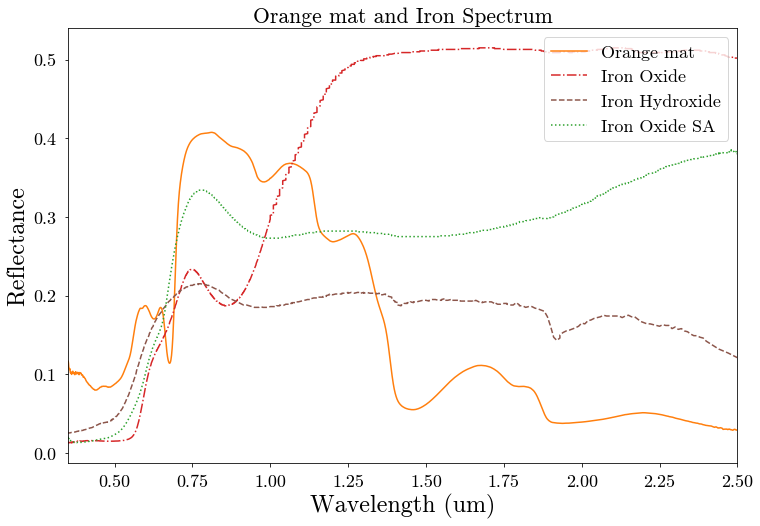 Orange mat and Iron Spectrum
Orange mat
Iron Oxide
Iron Hydroxide
Iron Oxide SA
Reflectance
0.5
0.4
0.3
0.2
0.1
0.0
0.50 0.75 1.00 1.25 1.50 1.75 2.00 2.25 2.50
Wavelength (um)